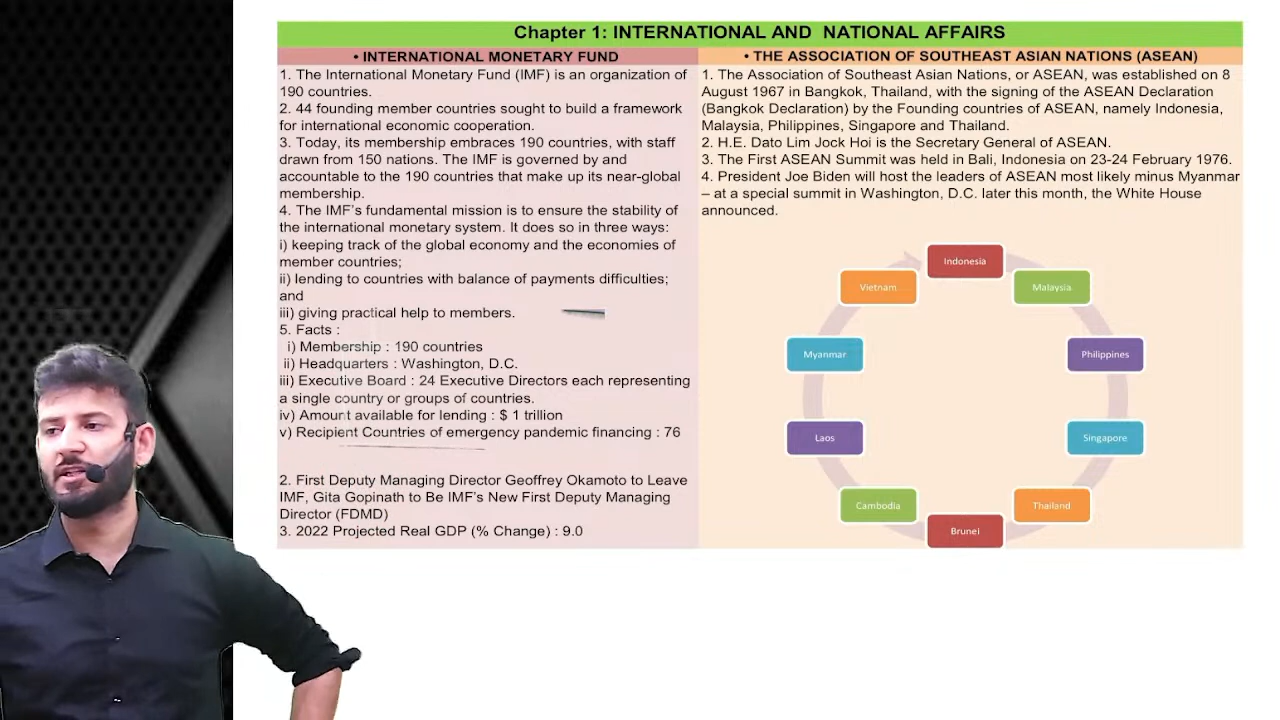 Chapter 1: INTERNATIONAL AND NATIONAL AFFAIRS
• INTERNATIONAL MONETARY FUND
1. The International Monetary Fund (IMF) is an organization of
190 countries.
2. 44 founding member countries sought to build a framework
for international economic cooperation.
3. Today, its membership embraces 190 countries, with staff
drawn from 150 nations. The IMF is governed by and
accountable to the 190 countries that make up its near-global
membership.
4. The IMF's fundamental mission is to ensure the stability of
the international monetary system. It does so in three ways:
i) keeping track of the global economy and the economies of
member countries;
ii) lending to countries with balance of payments difficulties;
and
iii) giving practical help to members.
5. Facts :
i) Membership : 190 countries
ii) Headquarters : Washington, D.C.
iii) Executive Board : 24 Executive Directors each representing
a single country or groups of countries.
iv) Amount available for lending : $ 1 trillion
v) Recipient Countries of emergency pandemic financing : 76
2. First Deputy Managing Director Geoffrey Okamoto to Leave
IMF, Gita Gopinath to Be IMF's New First Deputy Managing
Director (FDMD)
3. 2022 Projected Real GDP (% Change) : 9.0
• THE ASSOCIATION OF SOUTHEAST ASIAN NATIONS (ASEAN)
1. The Association of Southeast Asian Nations, or ASEAN, was established on 8
August 1967 in Bangkok, Thailand, with the signing of the ASEAN Declaration
(Bangkok Declaration) by the Founding countries of ASEAN, namely Indonesia,
Malaysia, Philippines, Singapore and Thailand.
2. H.E. Dato Lim Jock Hoi is the Secretary General of ASEAN.
3. The First ASEAN Summit was held in Bali, Indonesia on 23-24 February 1976.
4. President Joe Biden will host the leaders of ASEAN most likely minus Myanmar
– at a special summit in Washington, D.C. later this month, the White House
announced.
Indonesia
Malaysia
Philippines
Singapore
Thailand
Brunei
Cambodia
Laos
Myanmar
Vietnam